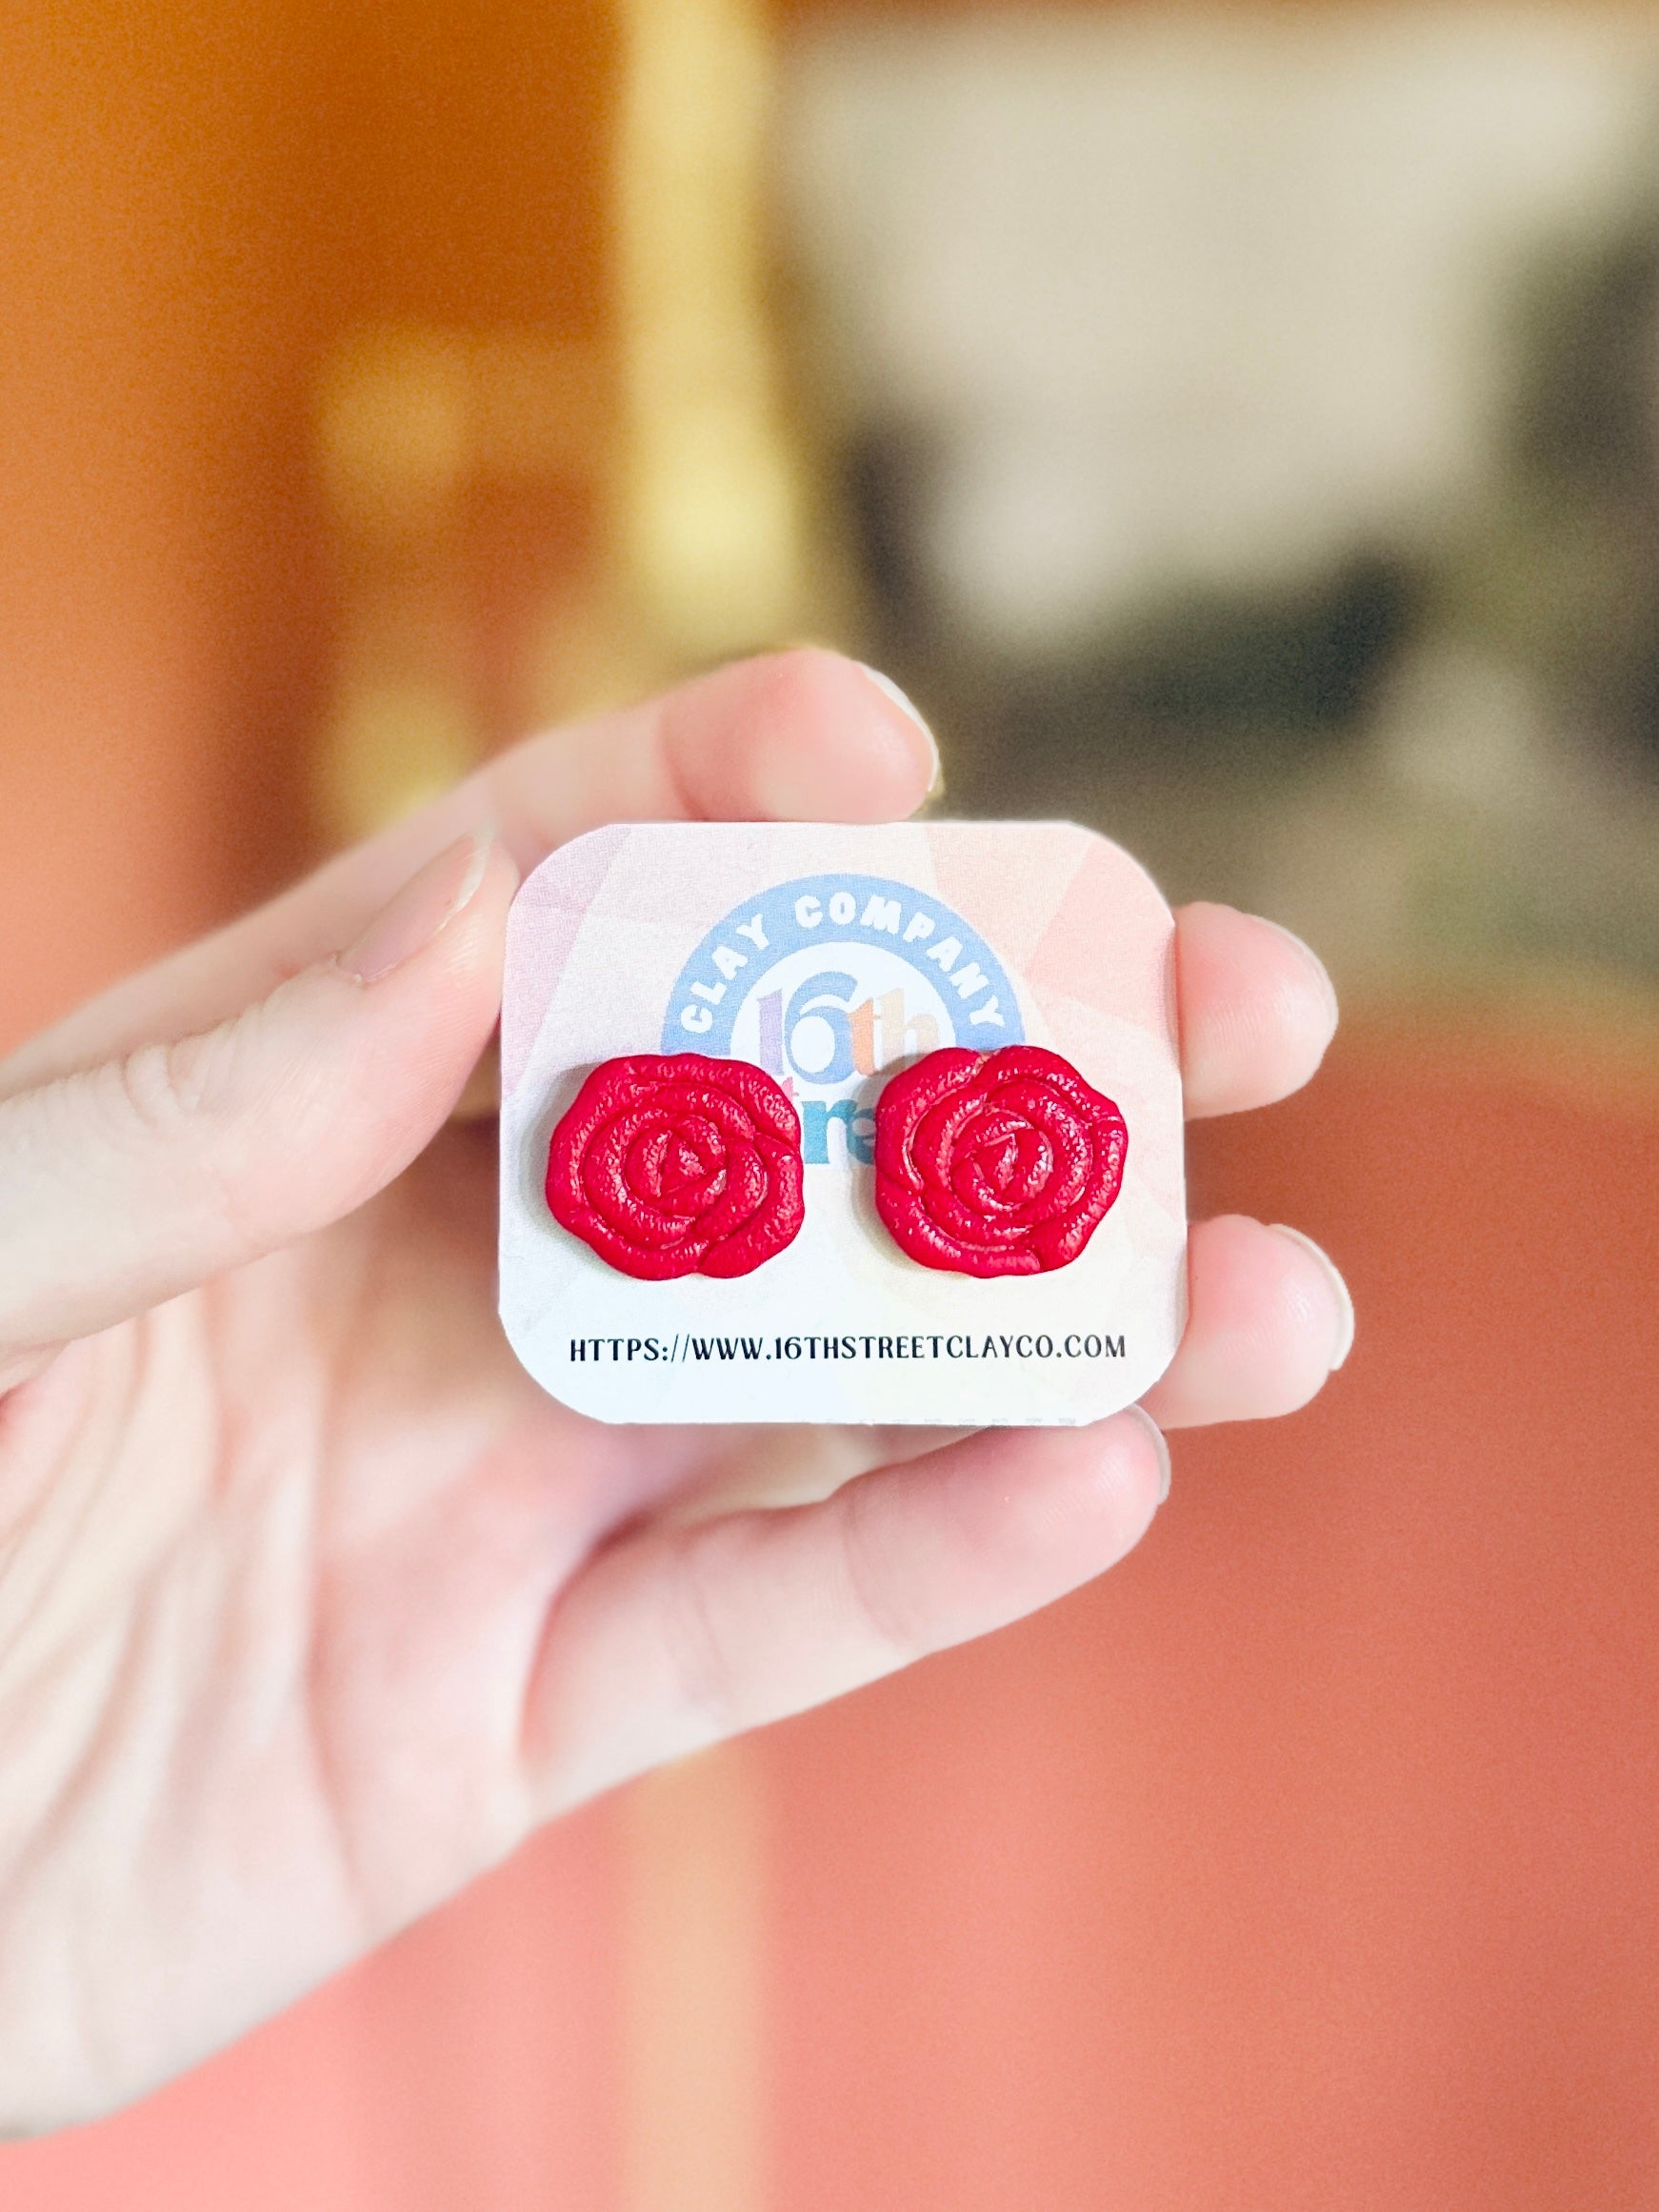 CLAY COMPANY
16th
HTTPS://WWW.16THSTREETCLAYCO.COM